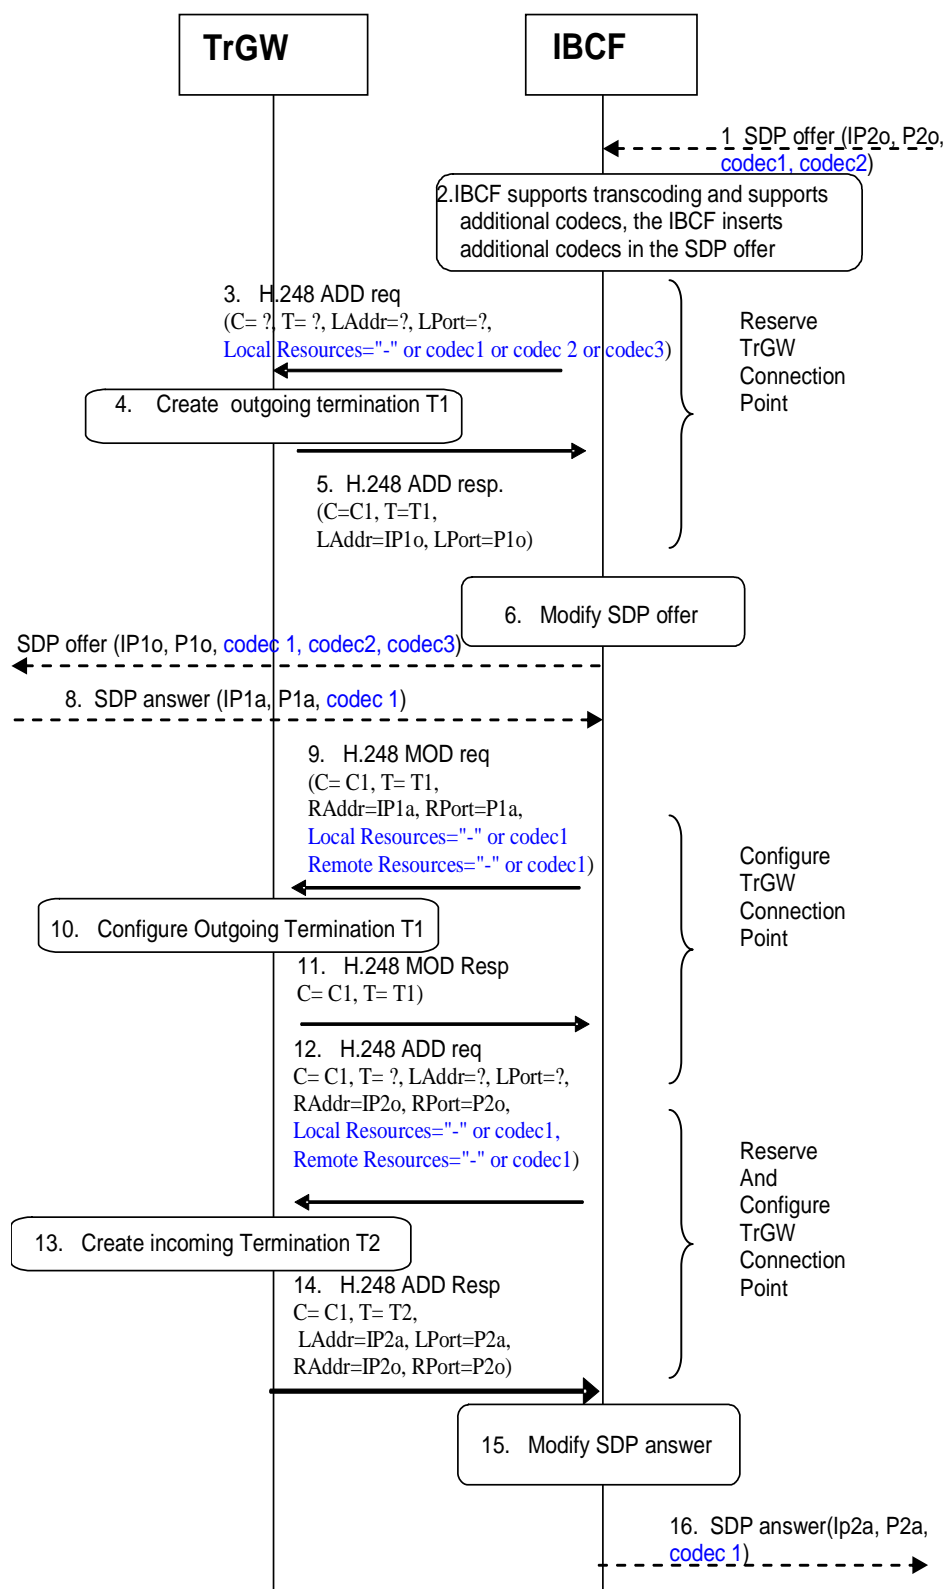 TrGW
IBCF
1 SDP offer (IP2o, P2o,
codec1, codec2)
2.IBCF supports transcoding and supports
additional codecs, the IBCF inserts
additional codecs in the SDP offer
3. H.248 ADD req
(C= ?, T= ?, LAddr=?, LPort=?,
Local Resources="-" or codec1 or codec 2 or codec3)
Reserve
TrGW
Connection
Point
4. Create outgoing termination T1
5. H.248 ADD resp.
(C=C1, T=T1,
LAddr=IP1o, LPort=P1o)
6. Modify SDP offer
SDP offer (IP1o, P1o, codec 1, codec2, codec3)
8. SDP answer (IP1a, P1a, codec 1)
9. H.248 MOD req
(C= C1, T= T1,
RAddr=IP1a, RPort=P1a,
Local Resources="-" or codec1
Remote Resources="-" or codec1)
Configure
TrGW
Connection
Point
10. Configure Outgoing Termination T1
11. H.248 MOD Resp
C= C1, T= T1)
12. H.248 ADD req
C= C1, T= ?, LAddr=?, LPort=?,
RAddr=IP2o, RPort=P2o,
Local Resources="-" or codec1,
Remote Resources="-" or codec1)
Reserve
And
Configure
TrGW
Connection
Point
13. Create incoming Termination T2
14. H.248 ADD Resp
C= C1, T= T2,
LAddr=IP2a, LPort=P2a,
RAddr=IP2o, RPort=P2o)
15. Modify SDP answer
16. SDP answer(Ip2a, P2a,
codec 1)